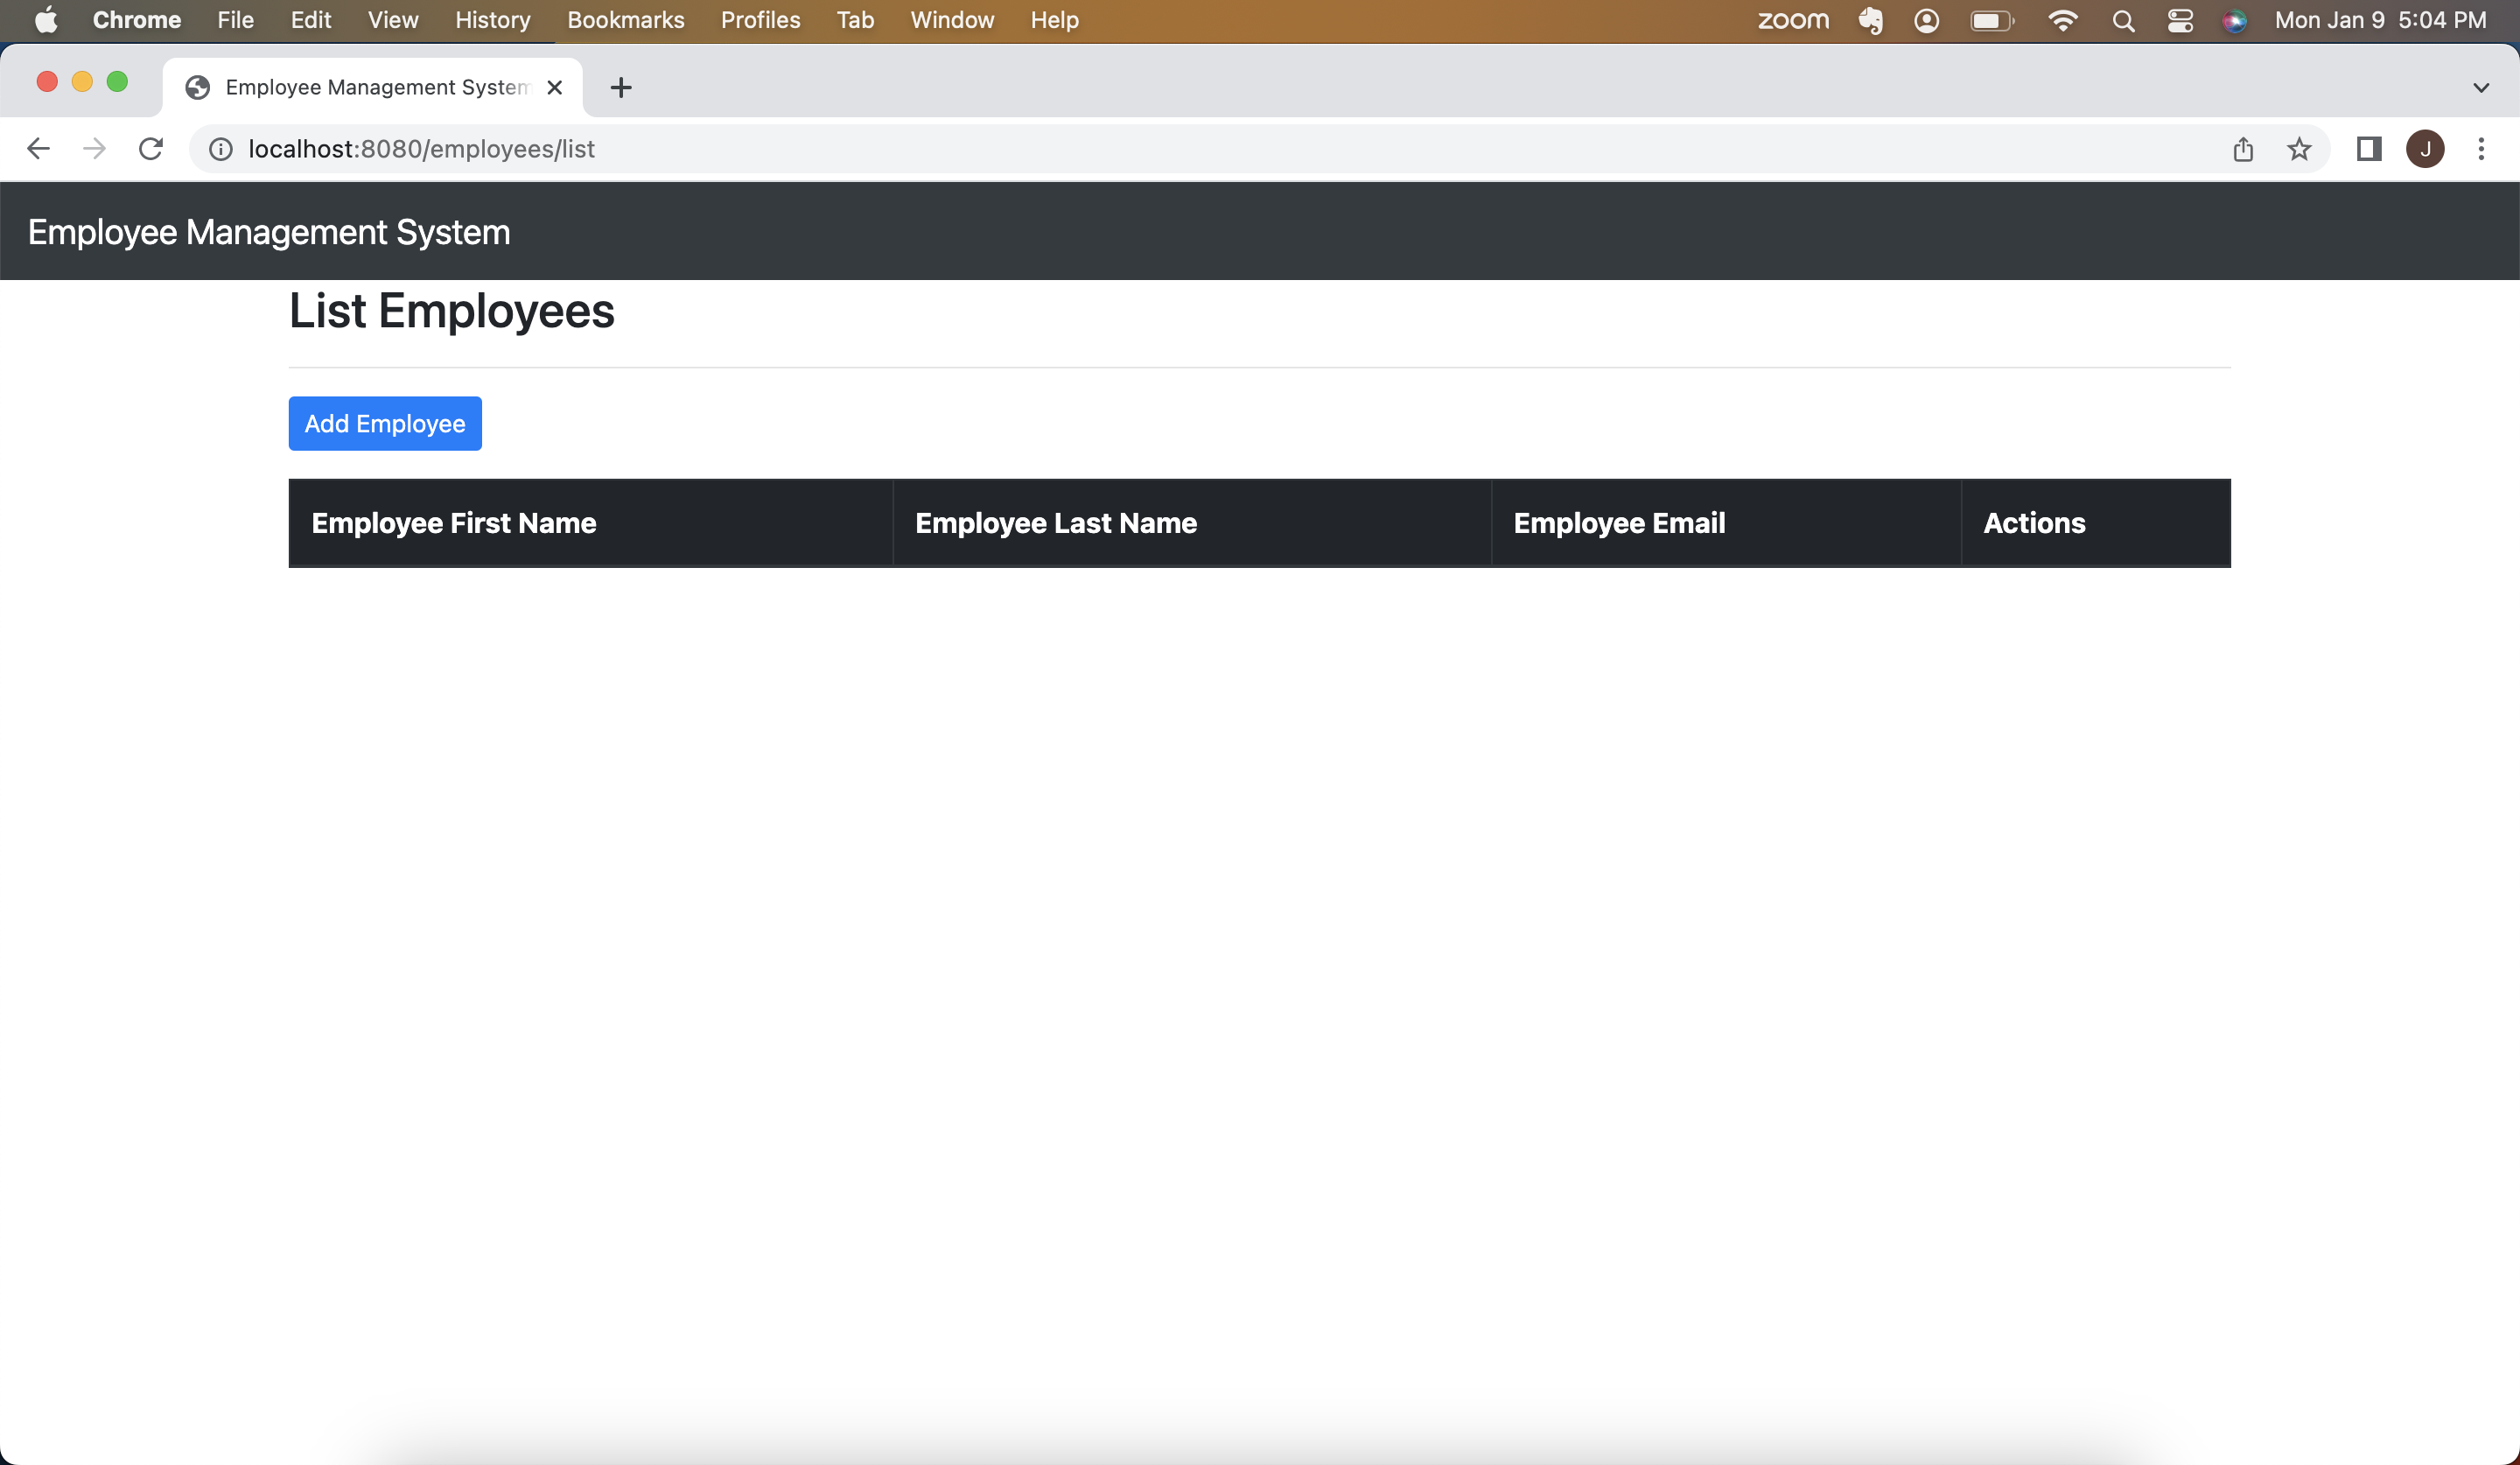 Chrome File Edit View History Bookmarks Profiles Tab Window Help zoom Mon Jan 9 5:04 PM
Employee Management System
localhost:8080/employees/list J
Employee Management System
List Employees
Add Employee
Employee First Name Employee Last Name Employee Email Actions